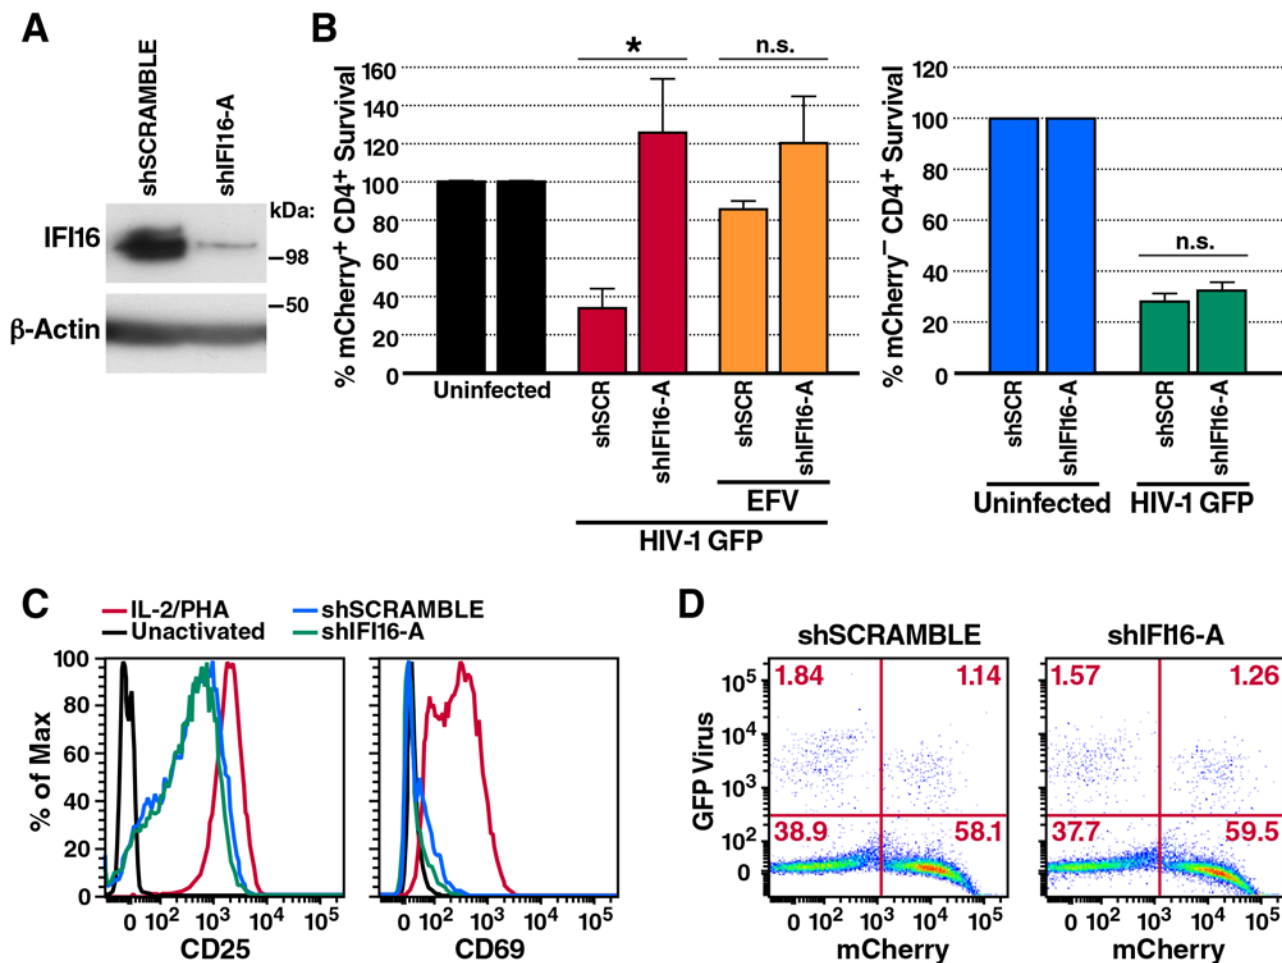 A
shSCRAMBLE
shIFI16-A
kDa:
IFI16
–98
–50
β-Actin
B
% mCherry⁺ CD4⁺ Survival
160
140
120
100
80
60
40
20
0
*
n.s.
Uninfected
shSCR
shIFI16-A
shSCR
shIFI16-A
EFV
HIV-1 GFP
% mCherry⁻ CD4⁺ Survival
120
100
80
60
40
20
0
n.s.
shSCR
shIFI16-A
shSCR
shIFI16-A
Uninfected
HIV-1 GFP
C
IL-2/PHA
shSCRAMBLE
Unactivated
shIFI16-A
% of Max
100
80
60
40
20
0
0 10² 10³ 10⁴ 10⁵
CD25
0 10² 10³ 10⁴ 10⁵
CD69
D
shSCRAMBLE
shIFI16-A
GFP Virus
10⁵
10⁴
10³
10²
0
1.84 1.14
38.9 58.1
0 10² 10³ 10⁴ 10⁵
mCherry
1.57 1.26
37.7 59.5
0 10² 10³ 10⁴ 10⁵
mCherry